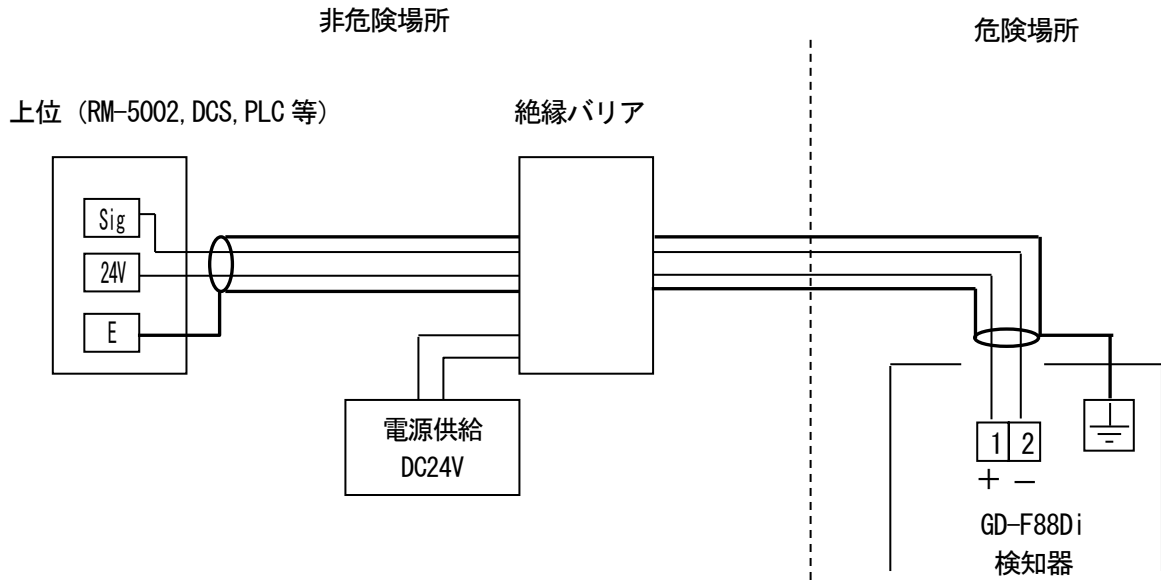 非危険場所
危険場所
上位 (RM-5002, DCS, PLC 等)
絶縁バリア
Sig
24V
E
電源供給
DC24V
1 2
+ −
GD-F88Di
検知器